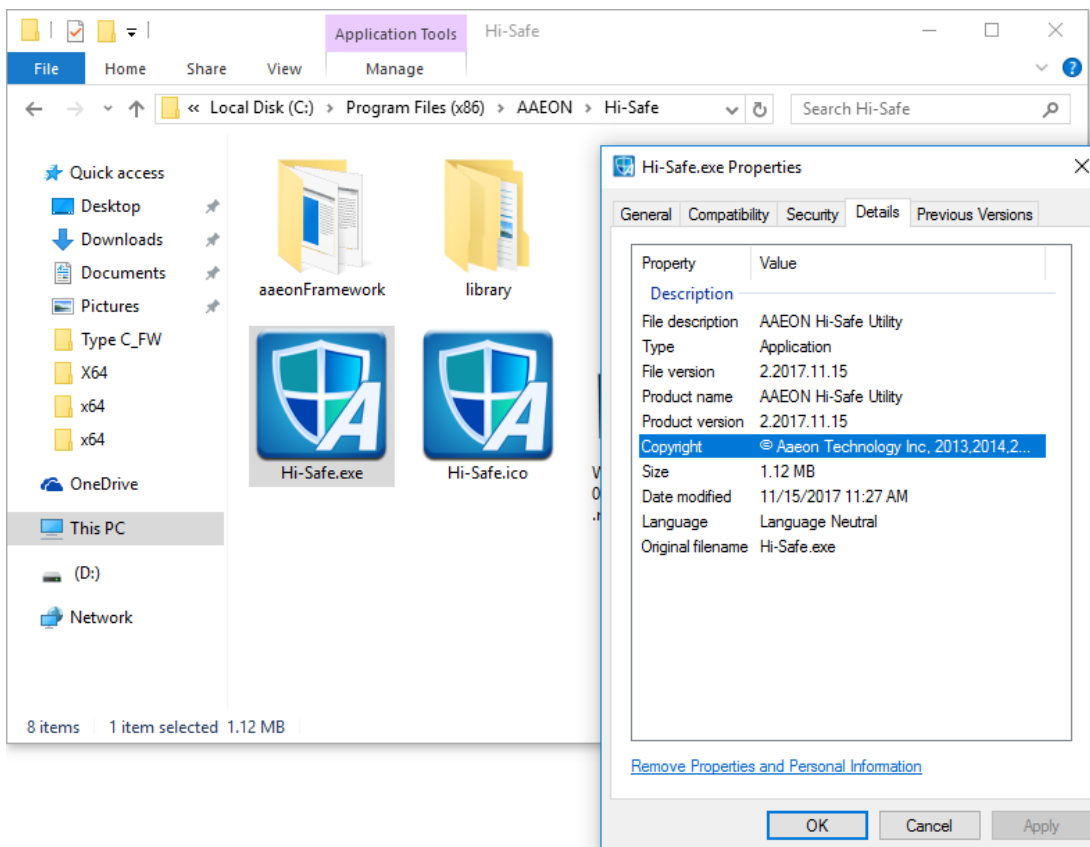 Application Tools Hi-Safe
File Home Share View Manage
« Local Disk (C:) > Program Files (x86) > AAEON > Hi-Safe Search Hi-Safe
Quick access
Desktop
Downloads
Documents
Pictures
Type C_FW
X64
x64
x64
OneDrive
This PC
(D:)
Network
aaeonFramework library
Hi-Safe.exe Hi-Safe.ico
8 items 1 item selected 1.12 MB
Hi-Safe.exe Properties
General Compatibility Security Details Previous Versions
Property Value
Description
File description AAEON Hi-Safe Utility
Type Application
File version 2.2017.11.15
Product name AAEON Hi-Safe Utility
Product version 2.2017.11.15
Copyright © Aaeon Technology Inc, 2013,2014,2...
Size 1.12 MB
Date modified 11/15/2017 11:27 AM
Language Language Neutral
Original filename Hi-Safe.exe
Remove Properties and Personal Information
OK Cancel Apply